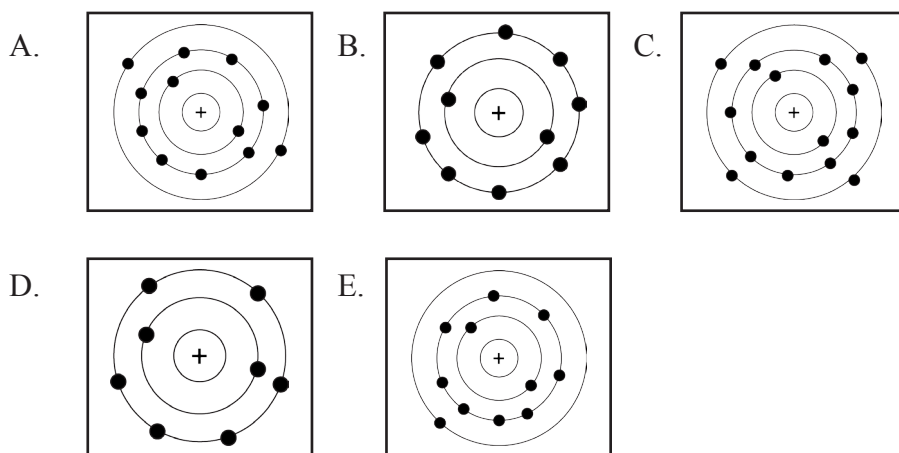 A. B. C.
+ + +
D. E.
+ +